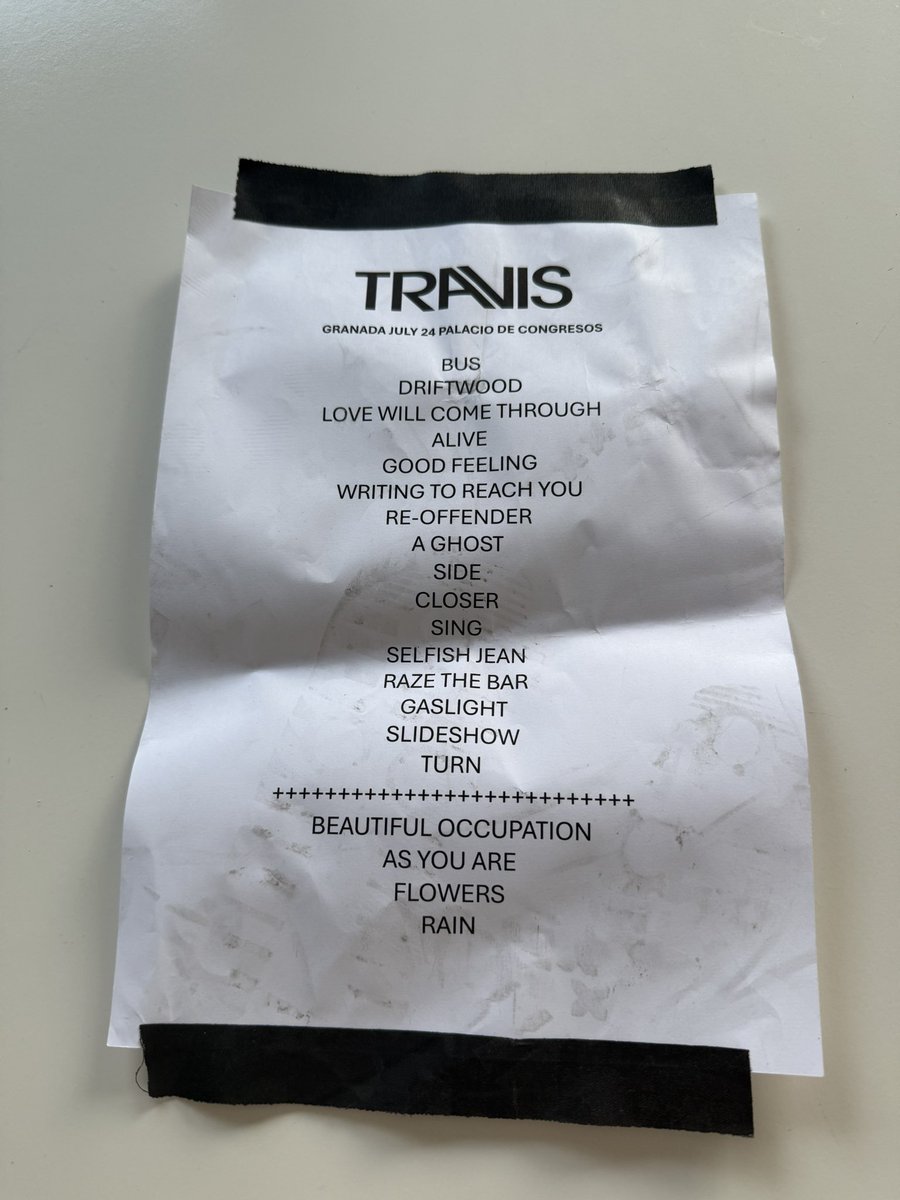 TRAVIS
GRANADA JULY 24 PALACIO DE CONGRESOS
BUS
DRIFTWOOD
LOVE WILL COME THROUGH
ALIVE
GOOD FEELING
WRITING TO REACH YOU
RE-OFFENDER
A GHOST
SIDE
CLOSER
SING
SELFISH JEAN
RAZE THE BAR
GASLIGHT
SLIDESHOW
TURN
++++++++++++++++++++++++++++
BEAUTIFUL OCCUPATION
AS YOU ARE
FLOWERS
RAIN